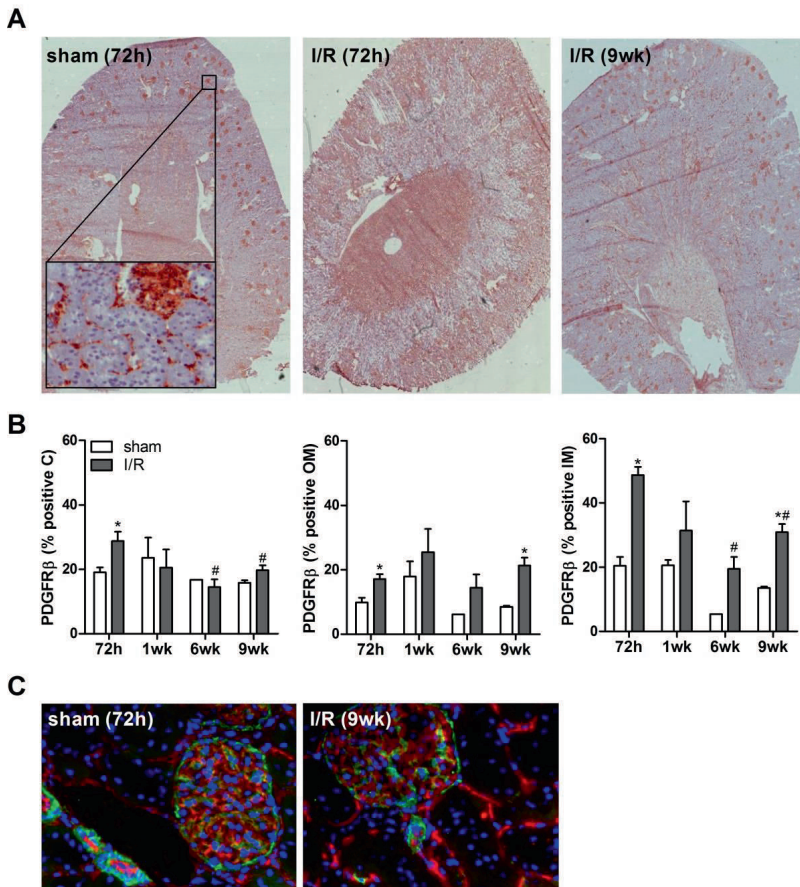 A
sham (72h)
I/R (72h)
I/R (9wk)
B
PDGFRβ (% positive C)
60
40
20
0
sham
I/R
*
#
#
72h
1wk
6wk
9wk
PDGFRβ (% positive OM)
60
40
20
0
*
*
72h
1wk
6wk
9wk
PDGFRβ (% positive IM)
60
40
20
0
*
#
*#
72h
1wk
6wk
9wk
C
sham (72h)
I/R (9wk)